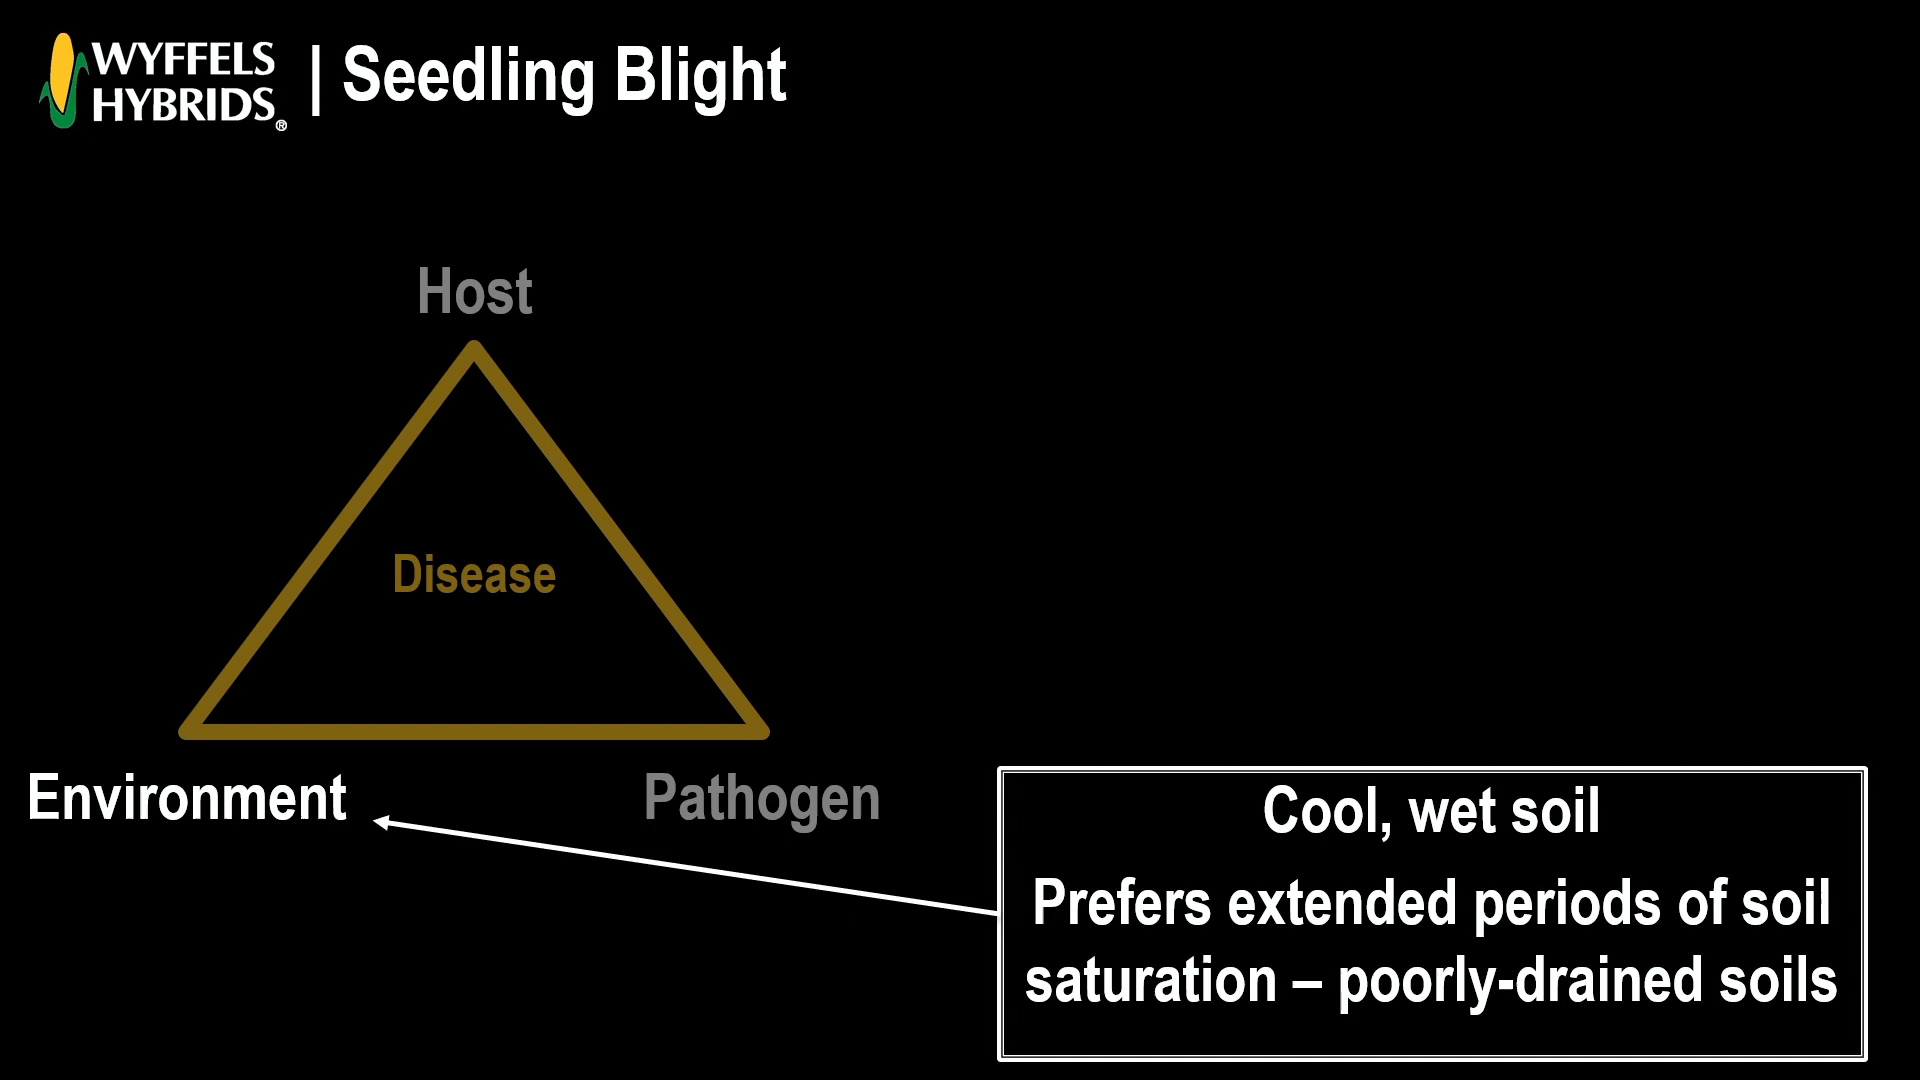 WYFFELS
HYBRIDS®
| Seedling Blight
Host
Disease
Environment
Pathogen
Cool, wet soil
Prefers extended periods of soil
saturation – poorly-drained soils